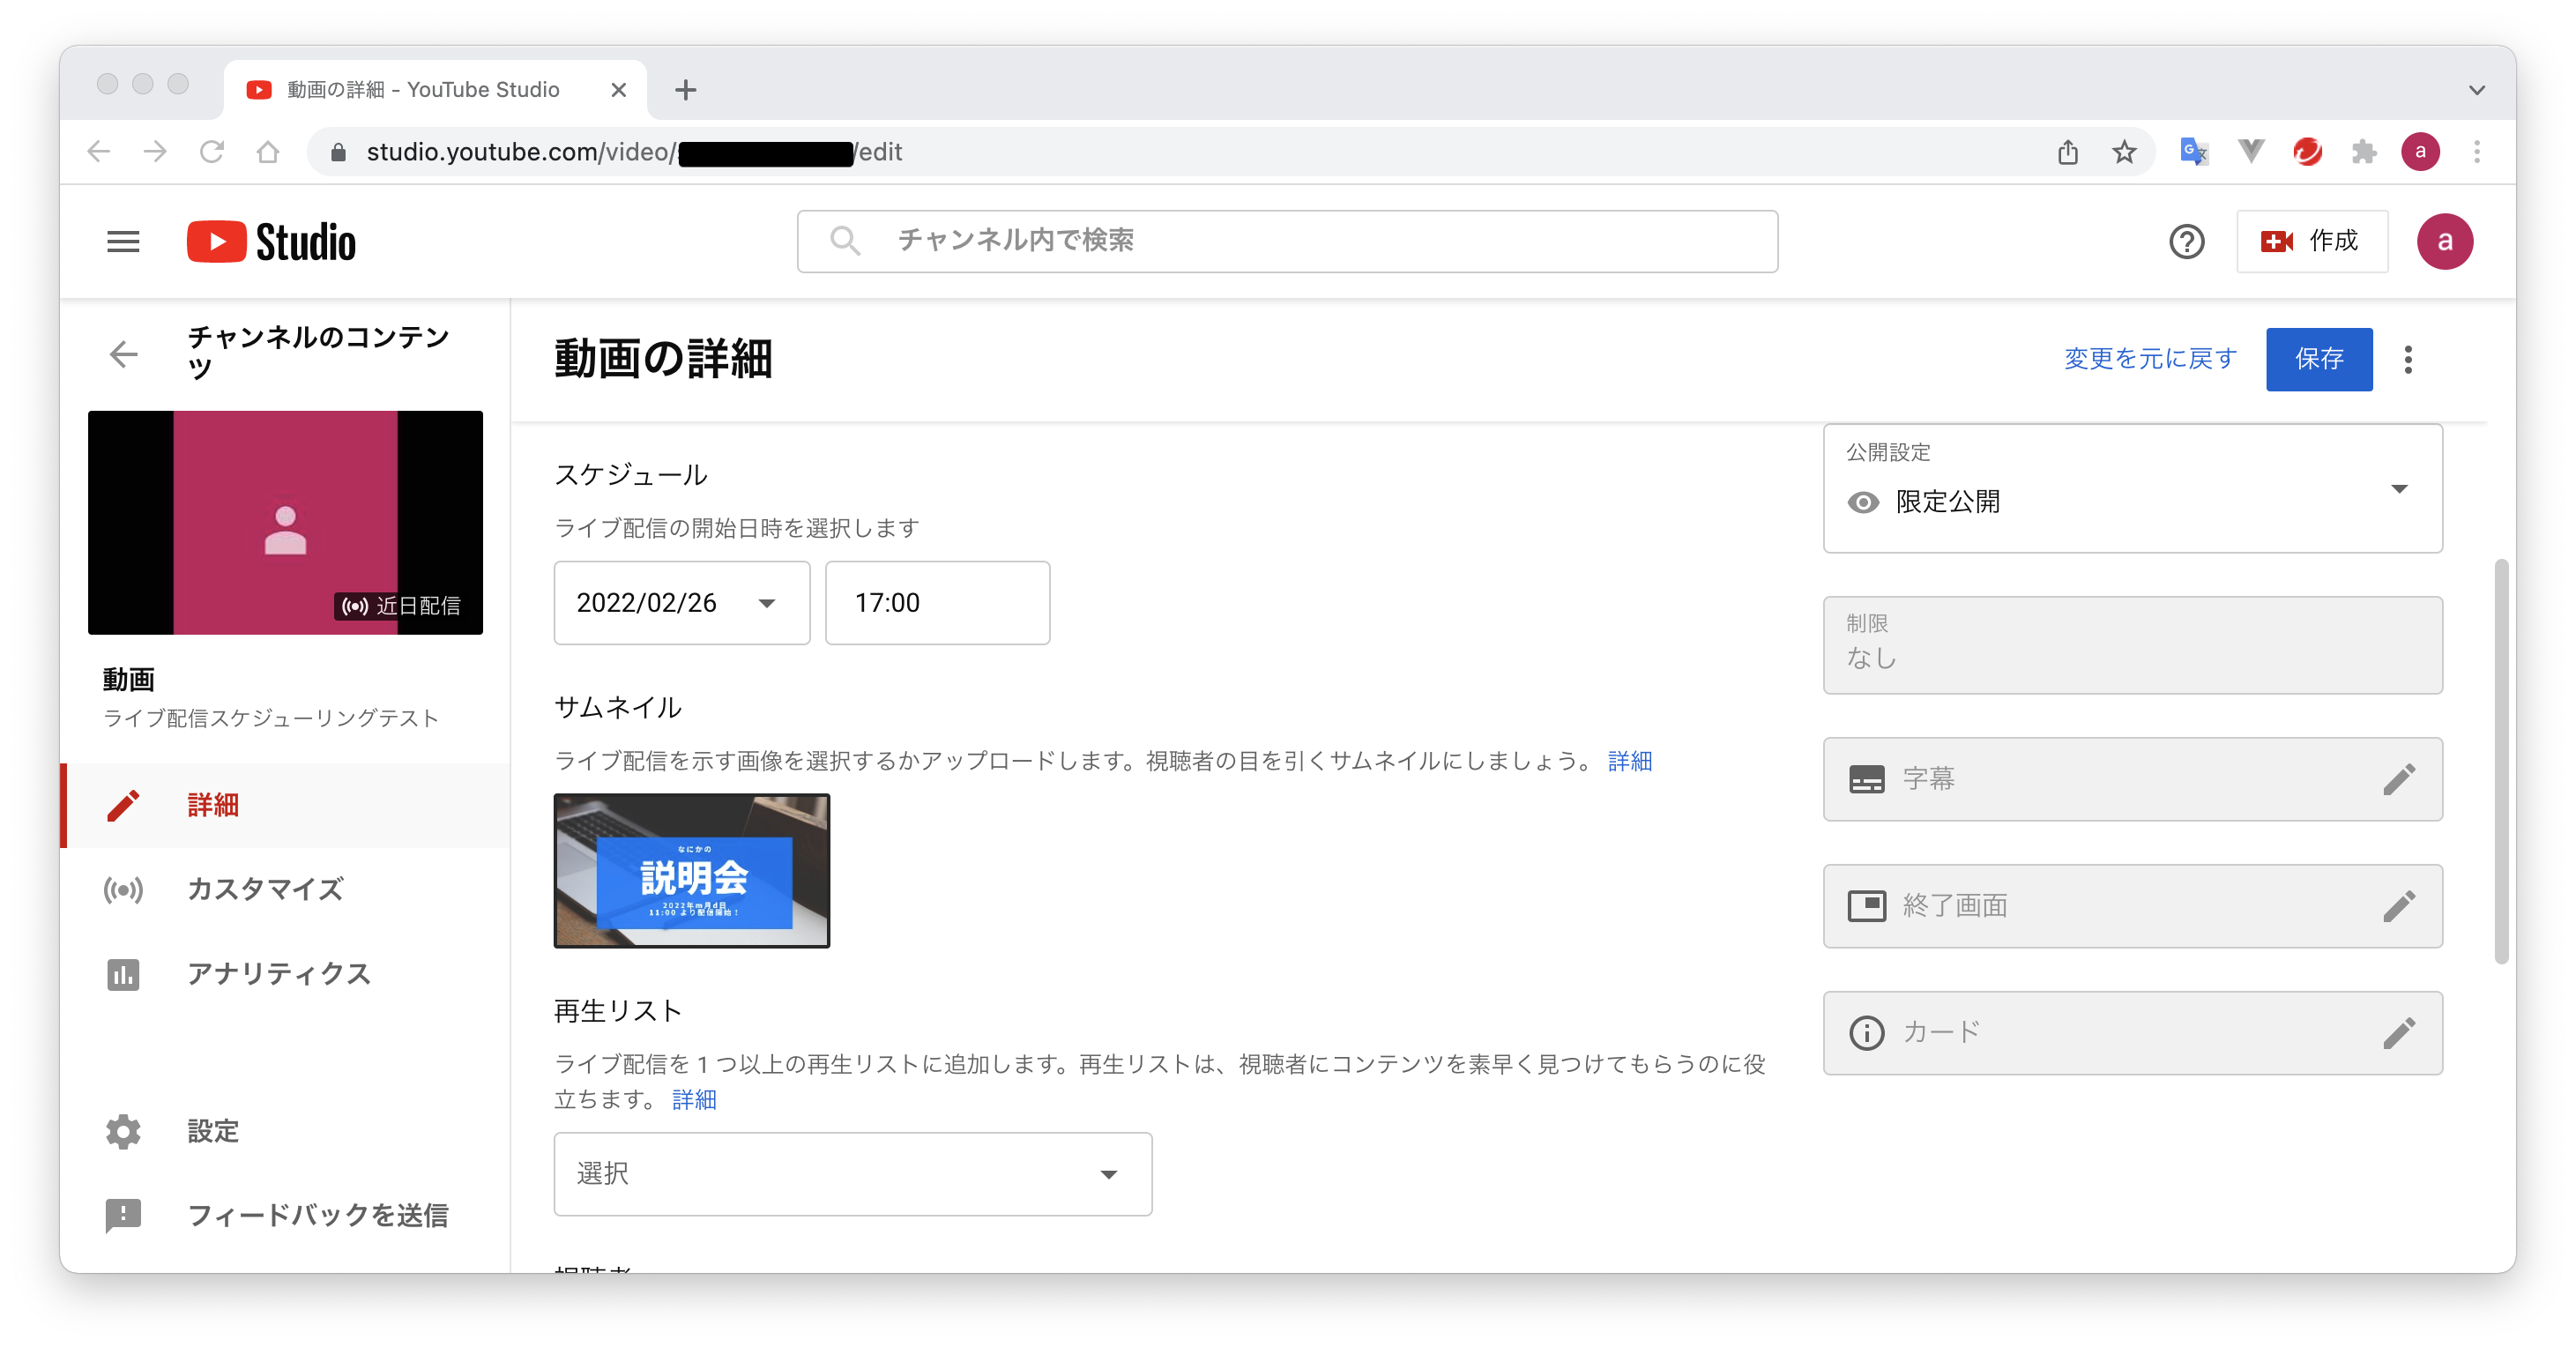 動画の詳細 - YouTube Studio
studio.youtube.com/video/
/edit
a
Studio
チャンネル内で検索
作成
a
チャンネルのコンテン
ツ
近日配信
動画
ライブ配信スケジューリングテスト
詳細
カスタマイズ
アナリティクス
設定
フィードバックを送信
動画の詳細
変更を元に戻す
保存
スケジュール
ライブ配信の開始日時を選択します
2022/02/26
17:00
サムネイル
ライブ配信を示す画像を選択するかアップロードします。視聴者の目を引くサムネイルにしましょう。 詳細
なにかの
説明会
2022年m月d日
11:00 より配信開始！
再生リスト
ライブ配信を 1 つ以上の再生リストに追加します。再生リストは、視聴者にコンテンツを素早く見つけてもらうのに役
立ちます。 詳細
選択
公開設定
限定公開
制限
なし
字幕
終了画面
カード